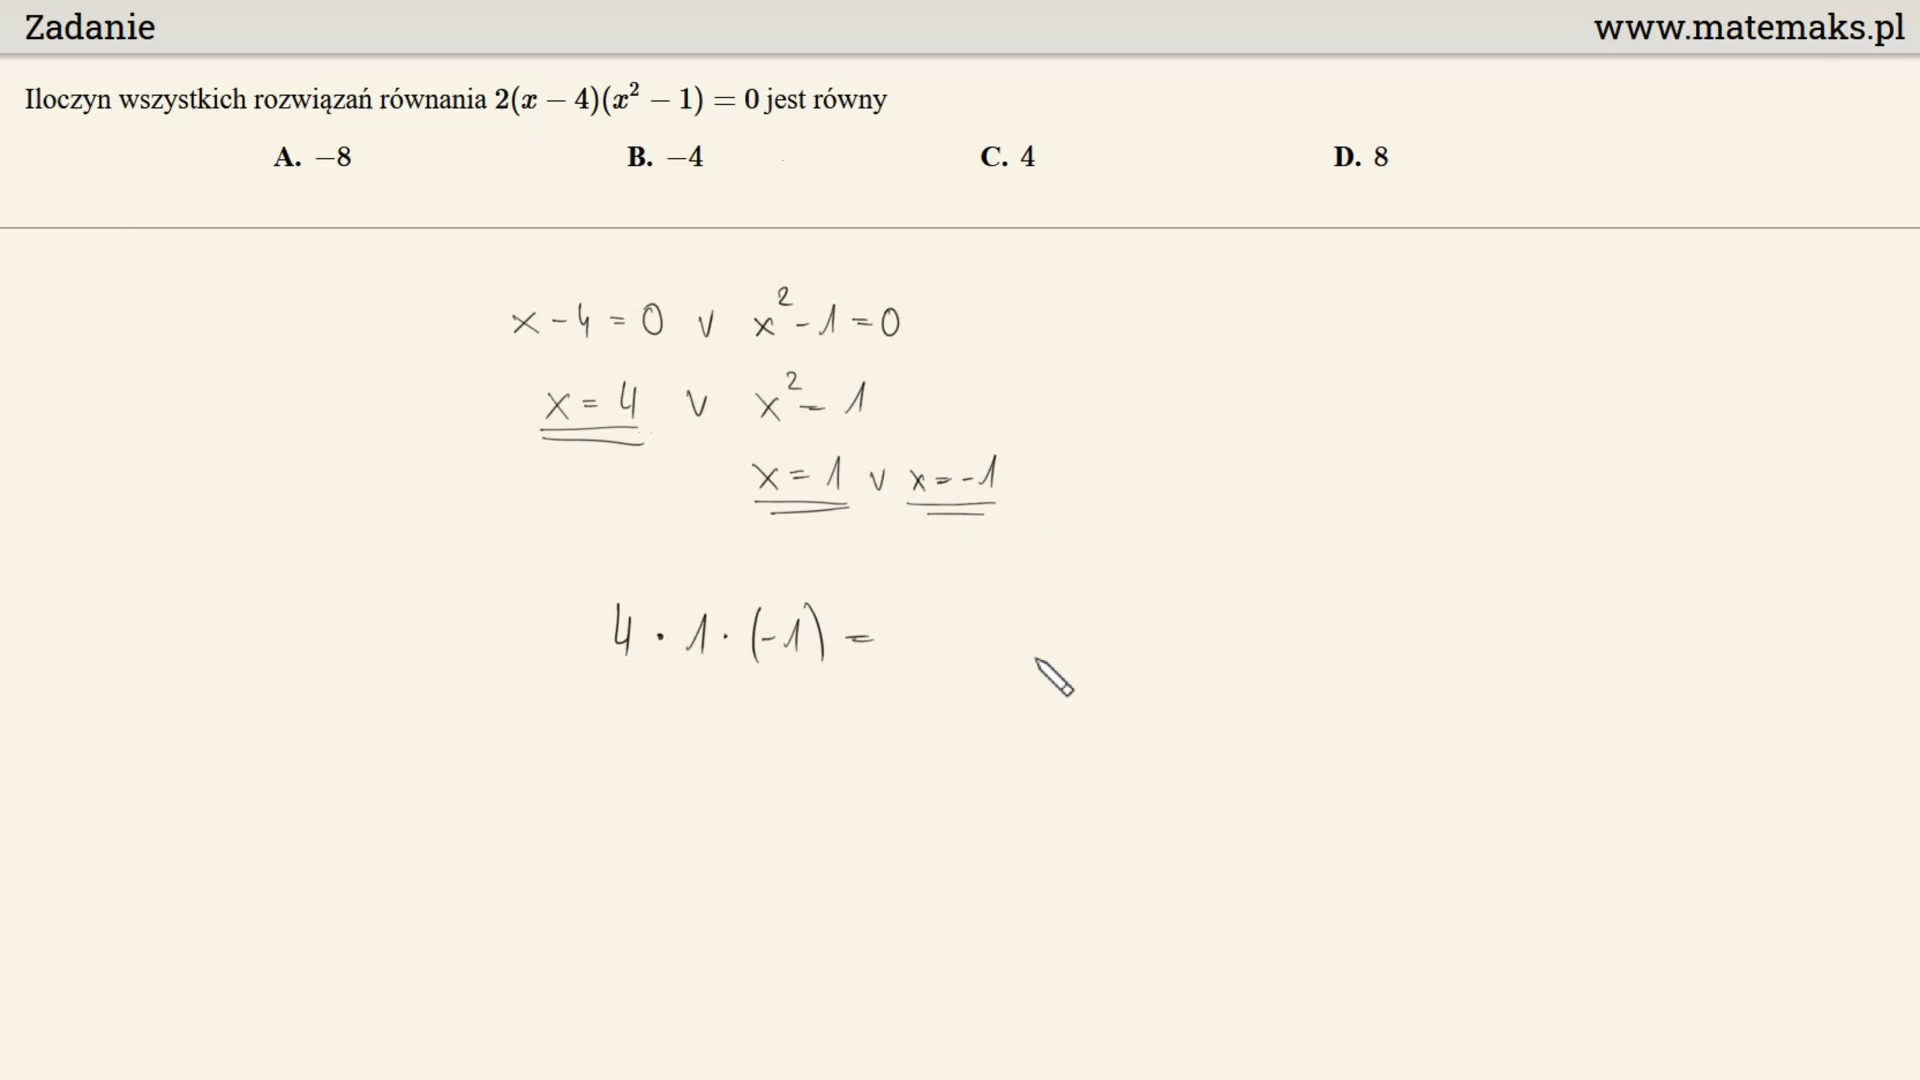 Zadanie www.matemaks.pl
Iloczyn wszystkich rozwiązań równania 2(x − 4)(x² − 1) = 0 jest równy
A. −8 B. −4 C. 4 D. 8
x − 4 = 0 ∨ x² − 1 = 0
x = 4 ∨ x² = 1
x = 1 ∨ x = −1
4 · 1 · (−1) =